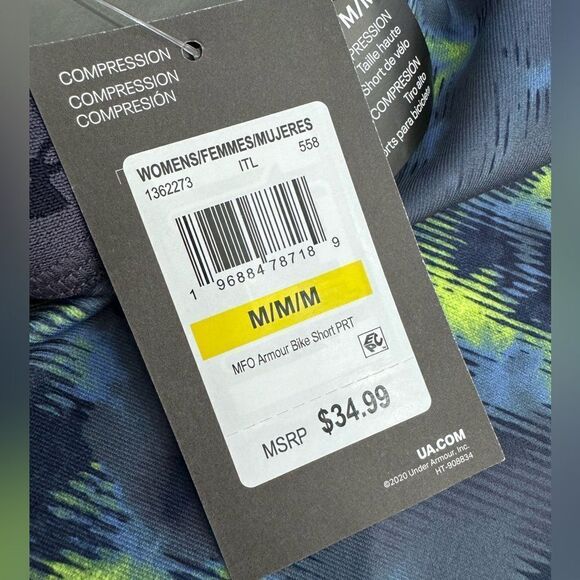 COMPRESSION
COMPRESSION
COMPRESIÓN
WOMENS/FEMMES/MUJERES
1362273 ITL 558
1 96884 78718 9
M/M/M
MFO Armour Bike Short PRT
EPC
MSRP $34.99
UA.COM
©2020 Under Armour, Inc.
HT-908834
M/M
Taille haute
Short de vélo
COMPRESIÓN
Tiro alto